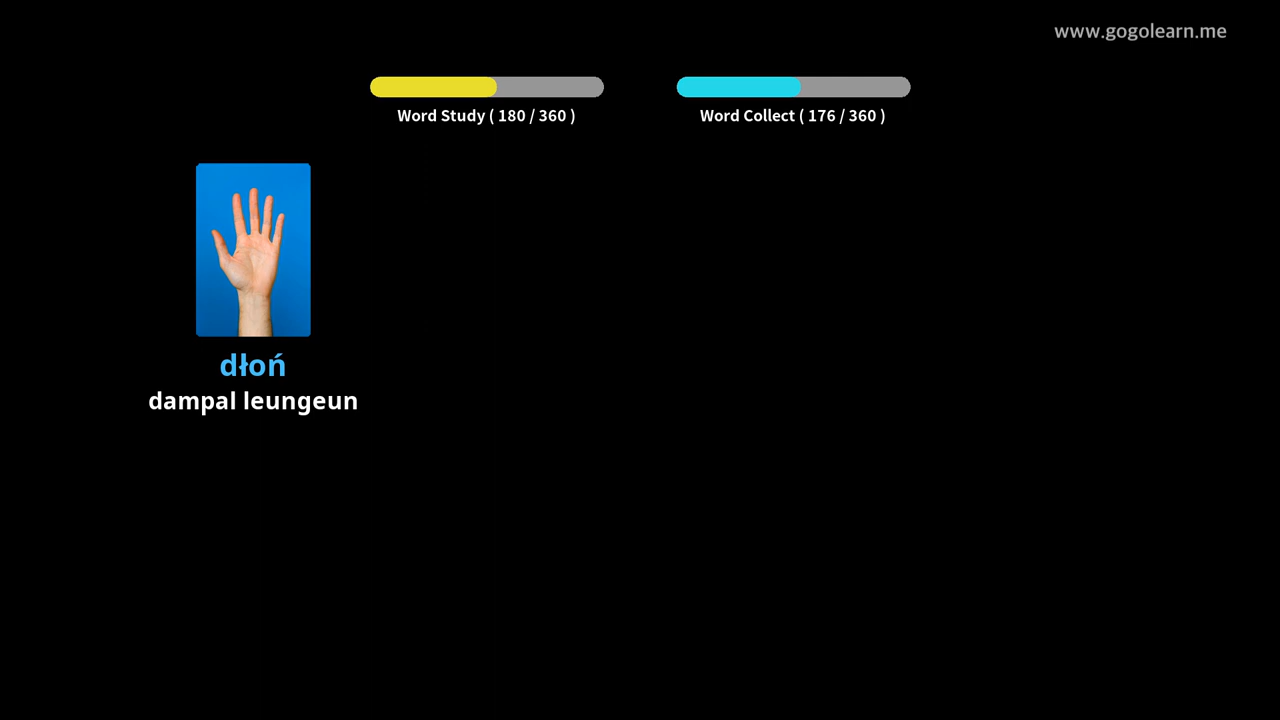 www.gogolearn.me
Word Study ( 180 / 360 )
Word Collect ( 176 / 360 )
dłoń
dampal leungeun